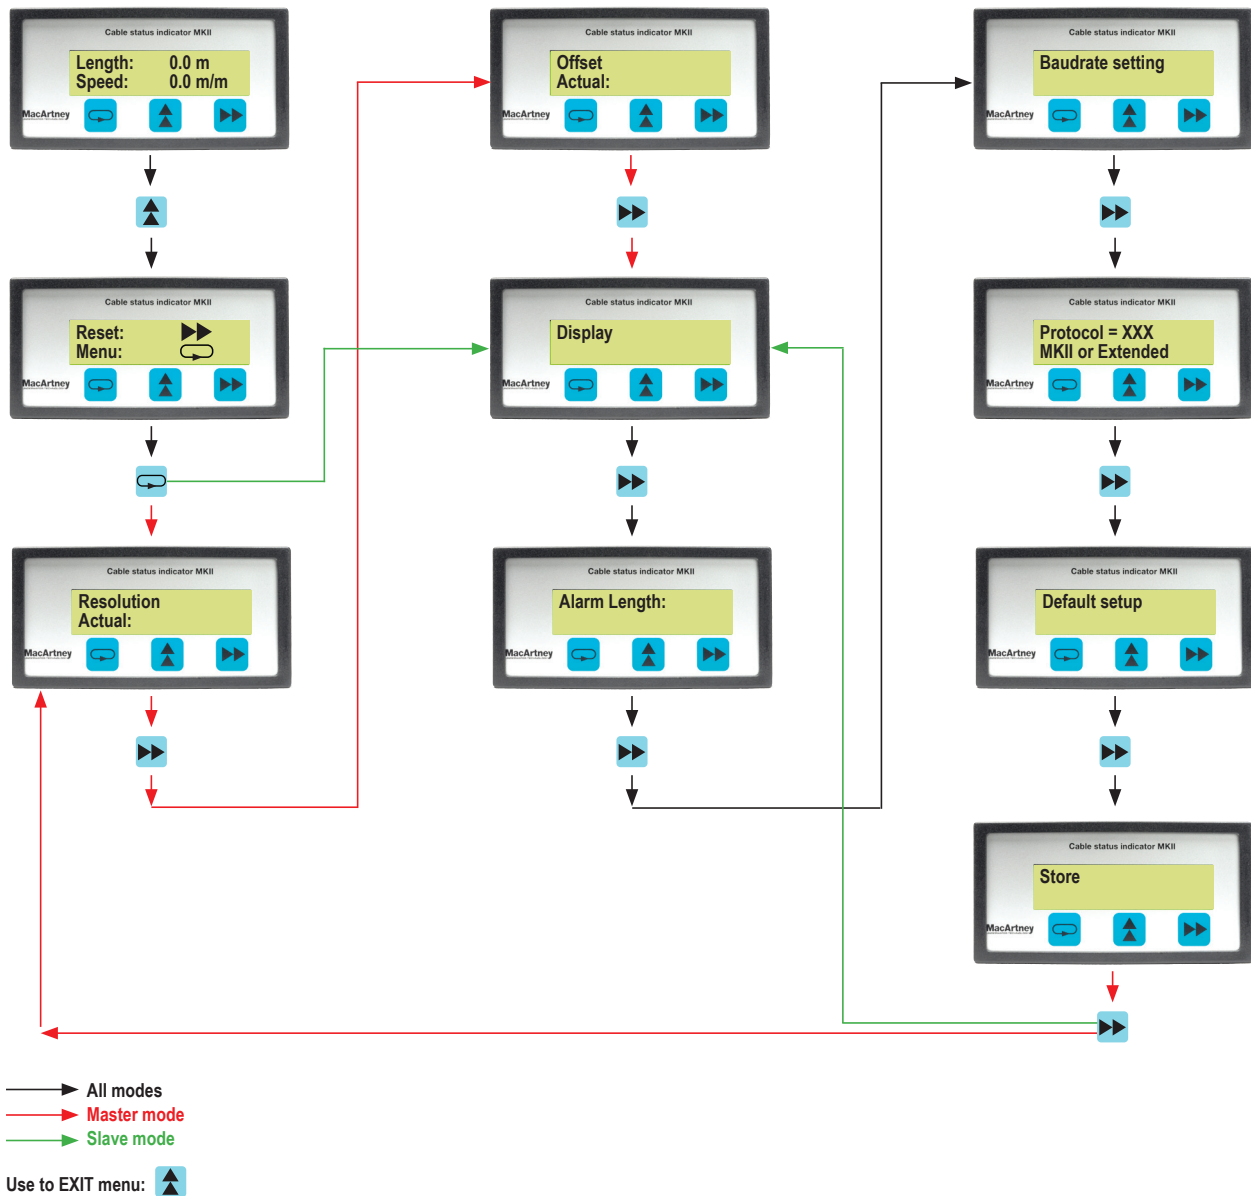 Cable status indicator MKII
Length: 0.0 m
Speed: 0.0 m/m
MacArtney
Cable status indicator MKII
Reset:
Menu:
MacArtney
Cable status indicator MKII
Resolution
Actual:
MacArtney
Cable status indicator MKII
Offset
Actual:
MacArtney
Cable status indicator MKII
Display
MacArtney
Cable status indicator MKII
Alarm Length:
MacArtney
Cable status indicator MKII
Baudrate setting
MacArtney
Cable status indicator MKII
Protocol = XXX
MKII or Extended
MacArtney
Cable status indicator MKII
Default setup
MacArtney
Cable status indicator MKII
Store
MacArtney
All modes
Master mode
Slave mode
Use to EXIT menu: